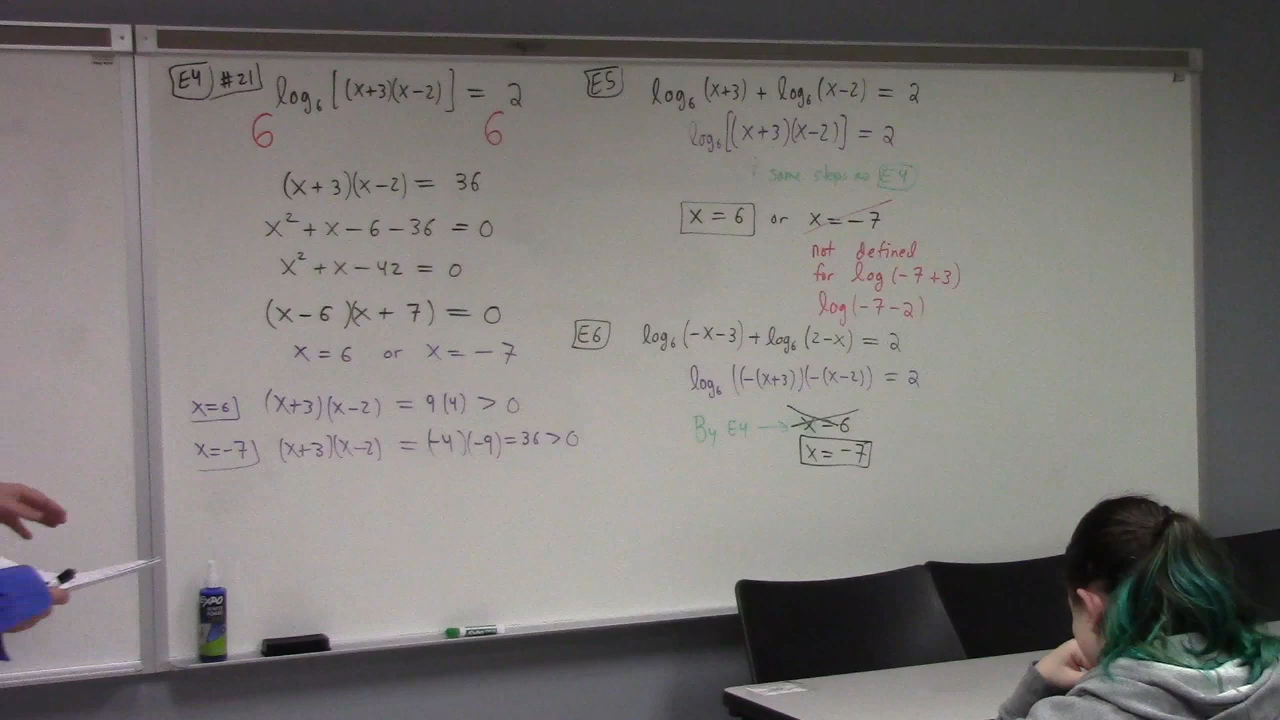 E4 #21
log₆[(x+3)(x-2)] = 2
6 6
(x+3)(x-2) = 36
x² + x - 6 - 36 = 0
x² + x - 42 = 0
(x-6)(x+7) = 0
x = 6 or x = -7
x=6 (x+3)(x-2) = 9(4) > 0
x=-7 (x+3)(x-2) = (-4)(-9) = 36 > 0
E5 log₆(x+3) + log₆(x-2) = 2
log₆[(x+3)(x-2)] = 2
same steps as E4
x = 6 or x = -7
not defined
for log(-7+3)
log(-7-2)
E6 log₆(-x-3) + log₆(2-x) = 2
log₆((-(x+3))(-(x-2)) = 2
By E4 → x = 6
x = -7
EXPO